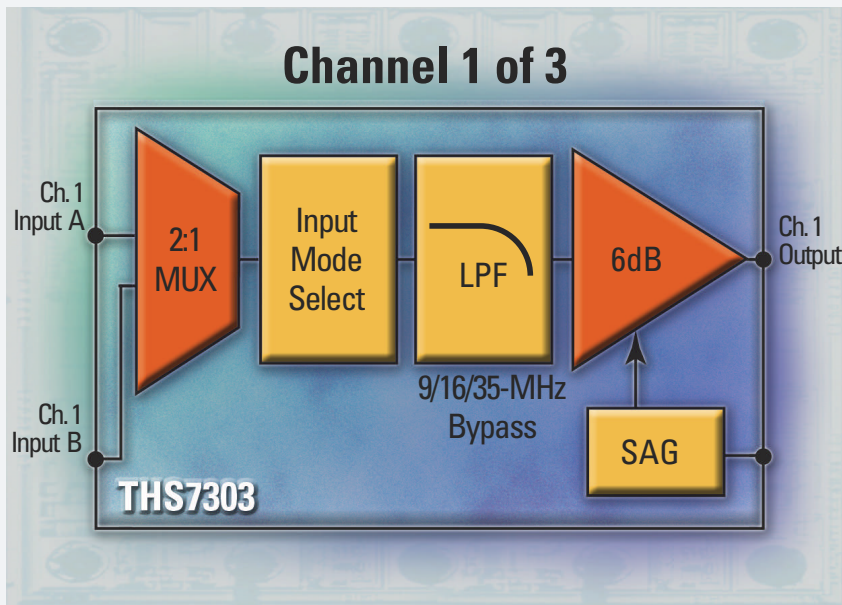 Channel 1 of 3
Ch. 1
Input A
2:1
MUX
Input
Mode
Select
LPF
6dB
Ch. 1
Output
9/16/35-MHz
Bypass
Ch. 1
Input B
SAG
THS7303